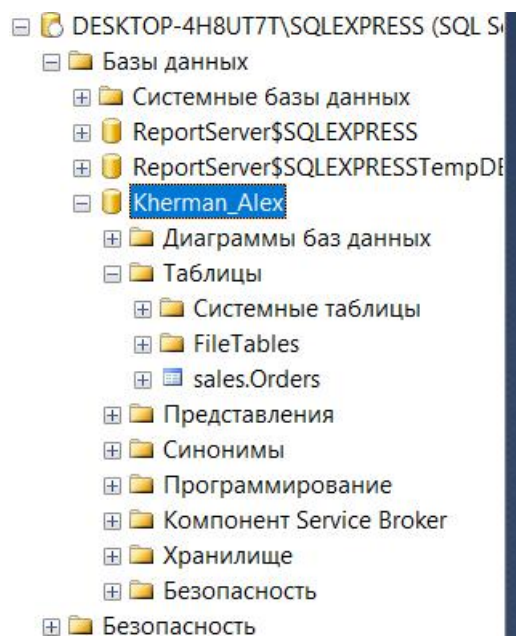 DESKTOP-4H8UT7T\SQLEXPRESS (SQL S
Базы данных
Системные базы данных
ReportServer$SQLEXPRESS
ReportServer$SQLEXPRESSTempDE
Kherman_Alex
Диаграммы баз данных
Таблицы
Системные таблицы
FileTables
sales.Orders
Представления
Синонимы
Программирование
Компонент Service Broker
Хранилище
Безопасность
Безопасность